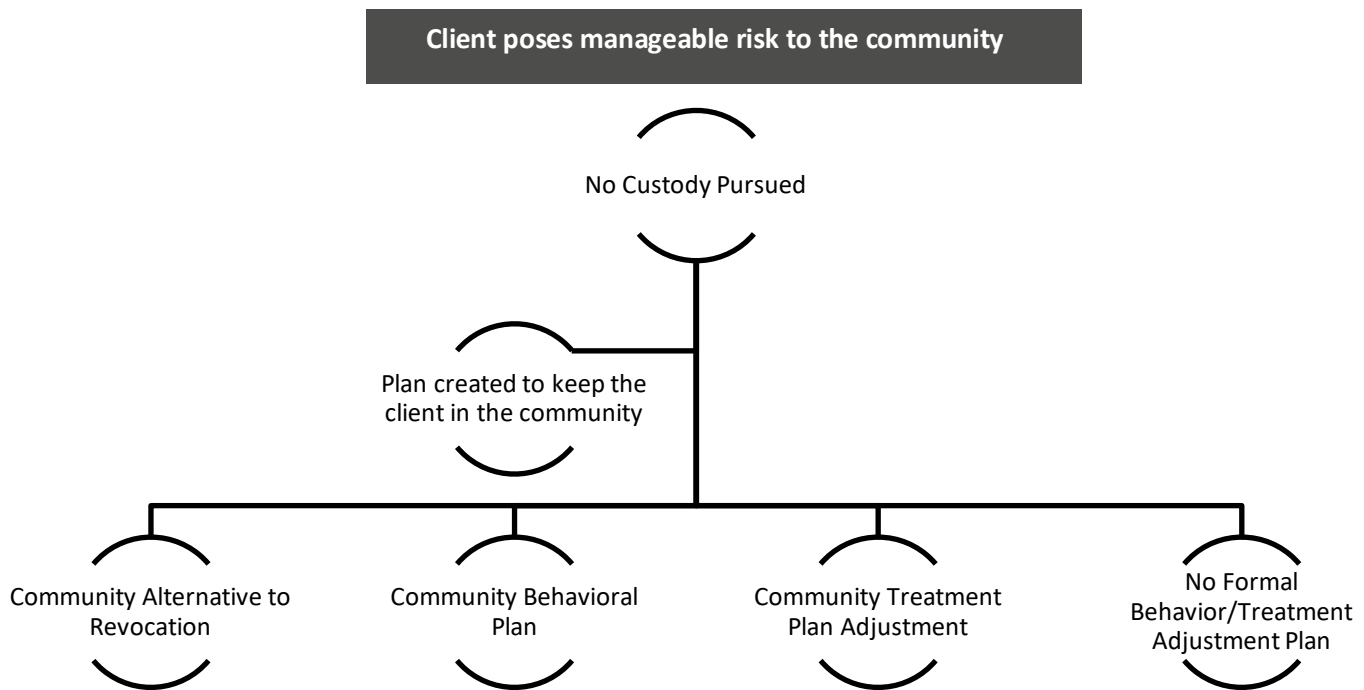 Client poses manageable risk to the community
No Custody Pursued
Plan created to keep the
client in the community
Community Alternative to
Revocation
Community Behavioral
Plan
Community Treatment
Plan Adjustment
No Formal
Behavior/Treatment
Adjustment Plan